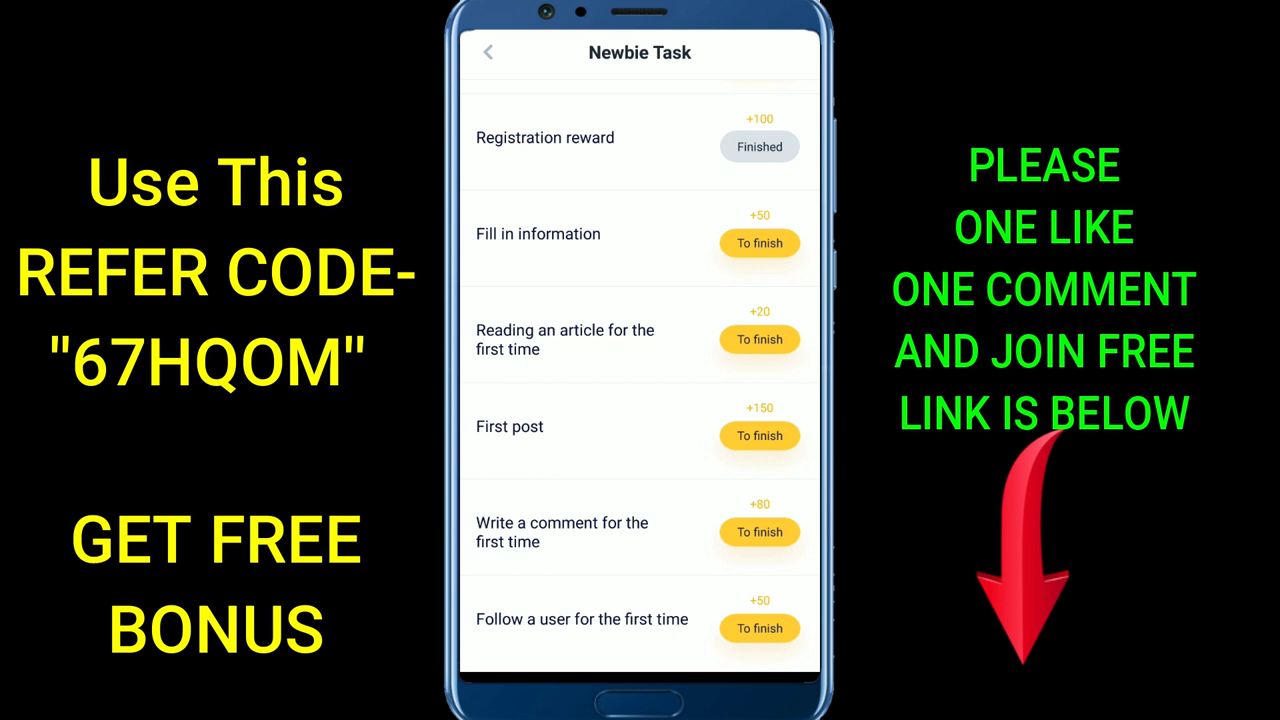 Use This
REFER CODE-
"67HQOM"
GET FREE
BONUS
Newbie Task
+100
Registration reward
Finished
+50
Fill in information
To finish
+20
Reading an article for the
first time
To finish
+150
First post
To finish
+80
Write a comment for the
first time
To finish
+50
Follow a user for the first time
To finish
PLEASE
ONE LIKE
ONE COMMENT
AND JOIN FREE
LINK IS BELOW